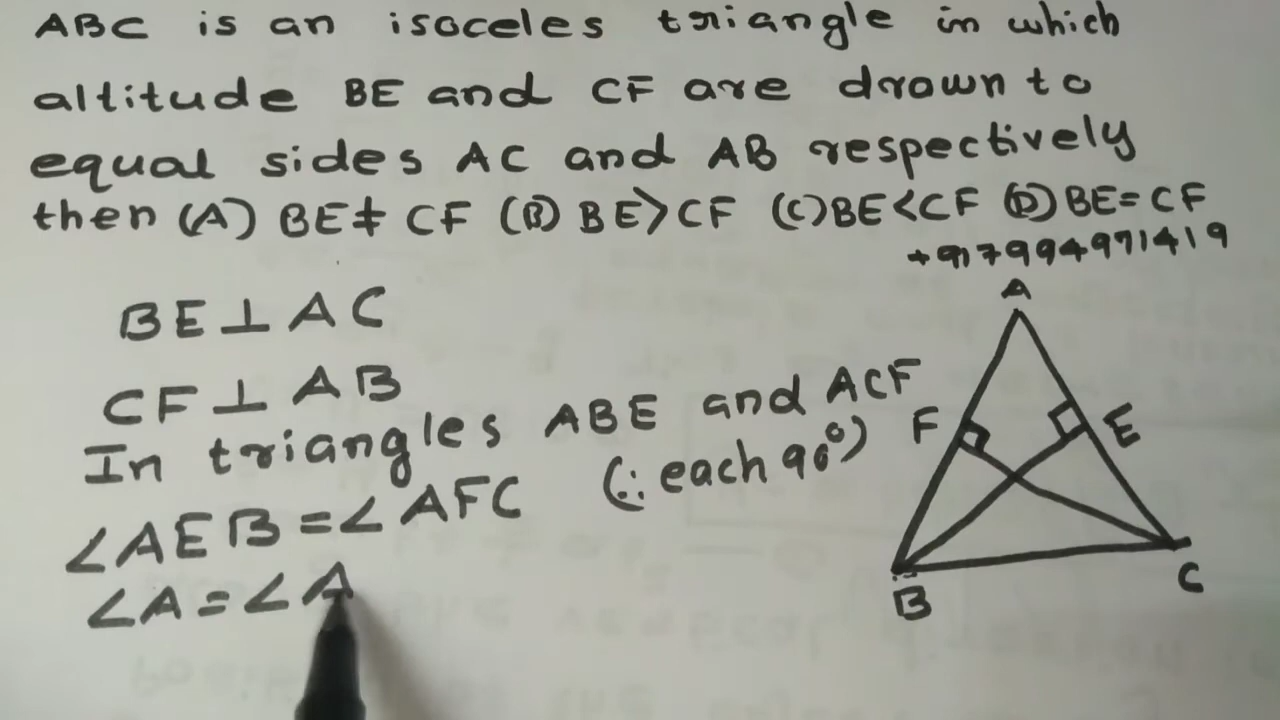 ABC is an isoceles triangle in which
altitude BE and CF are drawn to
equal sides AC and AB respectively
then (A) BE≠ CF (B) BE>CF (C)BE<CF (D) BE=CF
+917994971419
BE⊥AC
CF⊥AB
In triangles ABE and ACF
∠AEB=∠AFC (∵ each 90°)
∠A=∠A
A
F
E
B
C